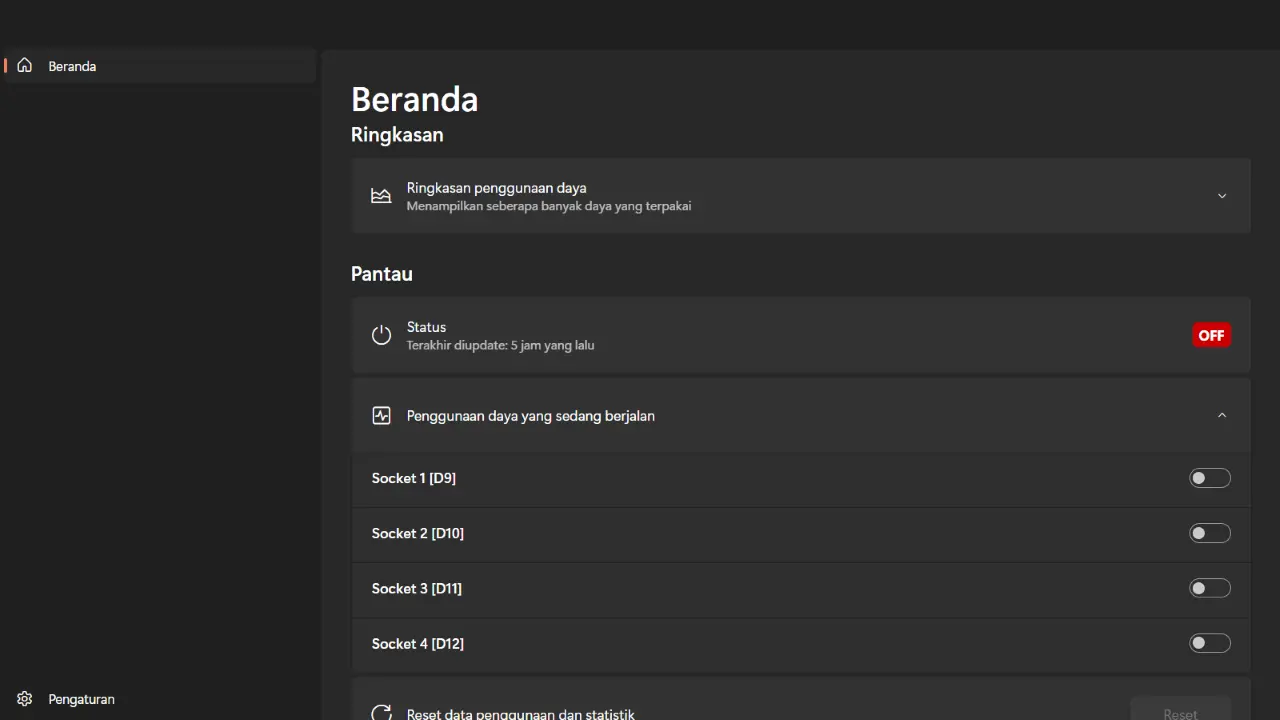 Beranda
Beranda
Ringkasan
Ringkasan penggunaan daya
Menampilkan seberapa banyak daya yang terpakai
Pantau
Status
Terakhir diupdate: 5 jam yang lalu
OFF
Penggunaan daya yang sedang berjalan
Socket 1 [D9]
Socket 2 [D10]
Socket 3 [D11]
Socket 4 [D12]
Reset data penggunaan dan statistik
Reset
Pengaturan